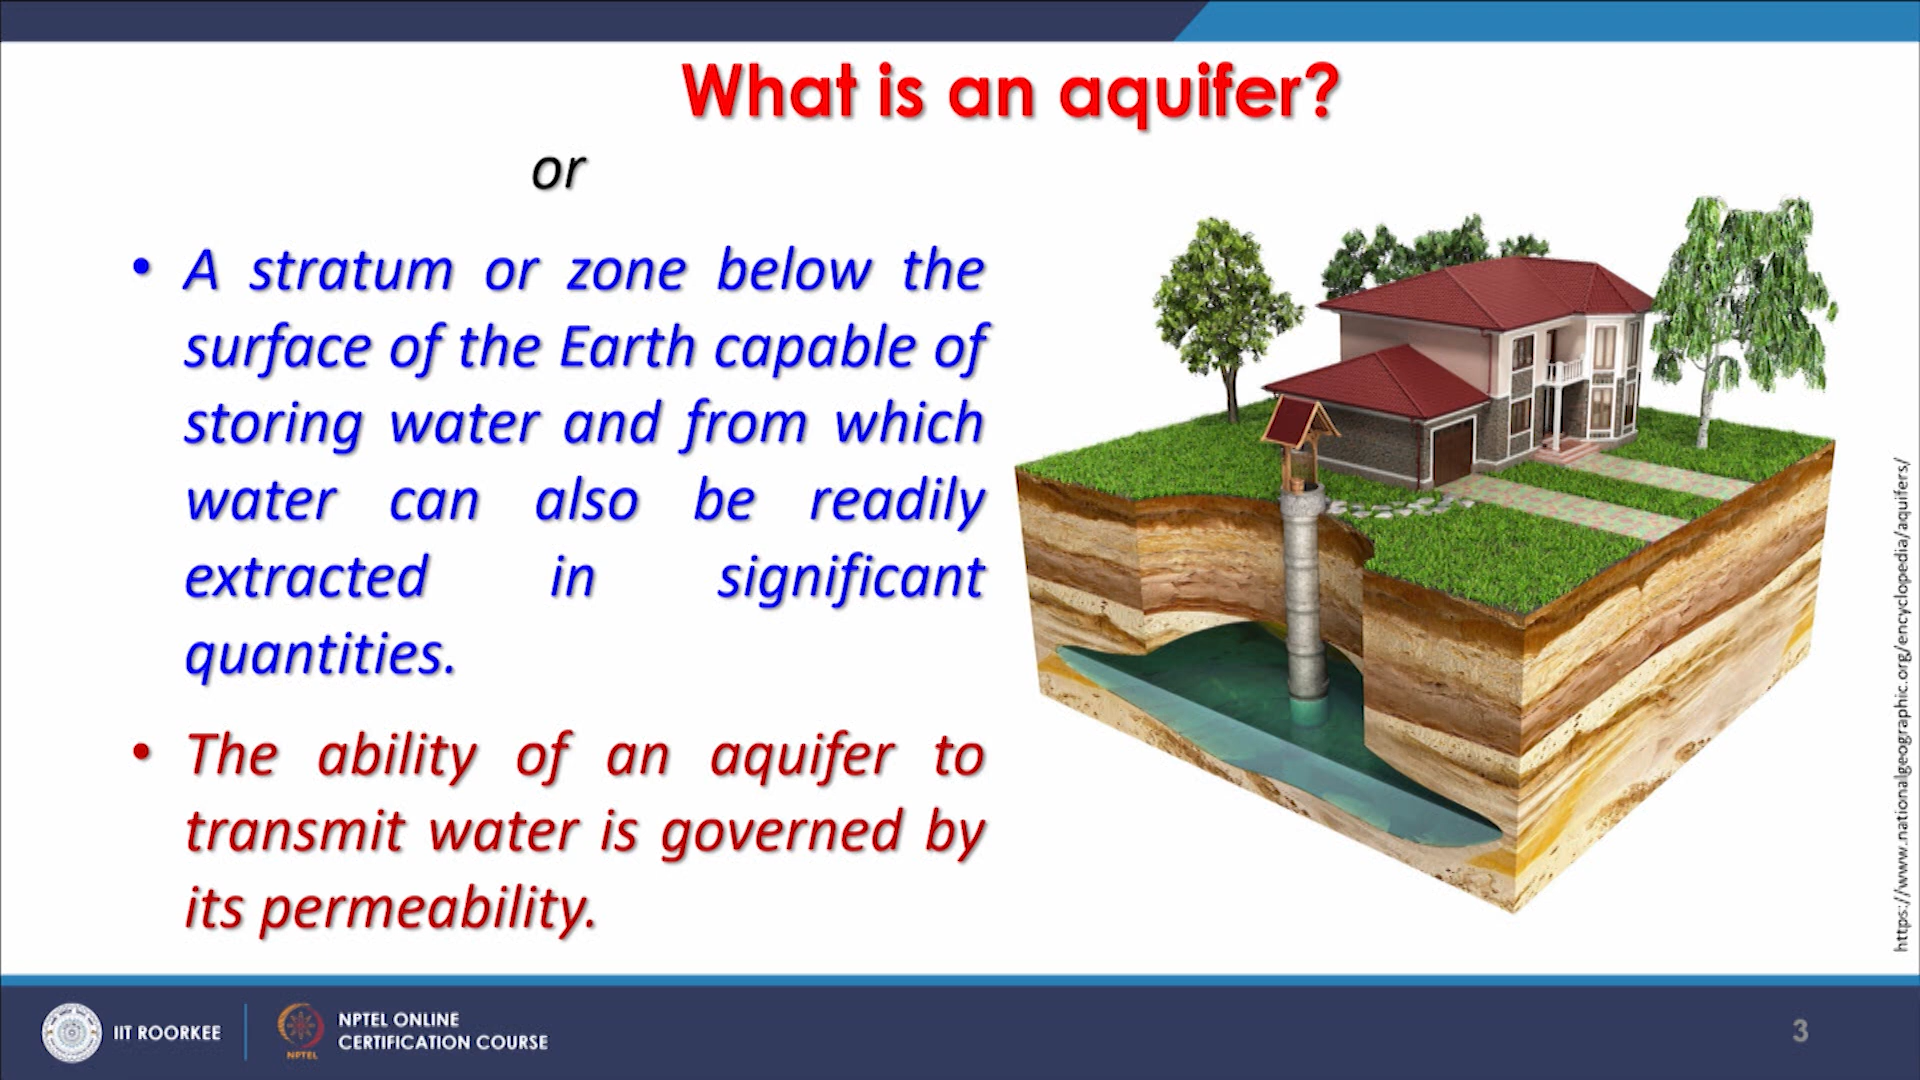 What is an aquifer?
or
• A stratum or zone below the
surface of the Earth capable of
storing water and from which
water can also be readily
extracted in significant
quantities.
• The ability of an aquifer to
transmit water is governed by
its permeability.
https://www.nationalgeographic.org/encyclopedia/aquifers/
IIT ROORKEE
NPTEL
NPTEL ONLINE
CERTIFICATION COURSE
3